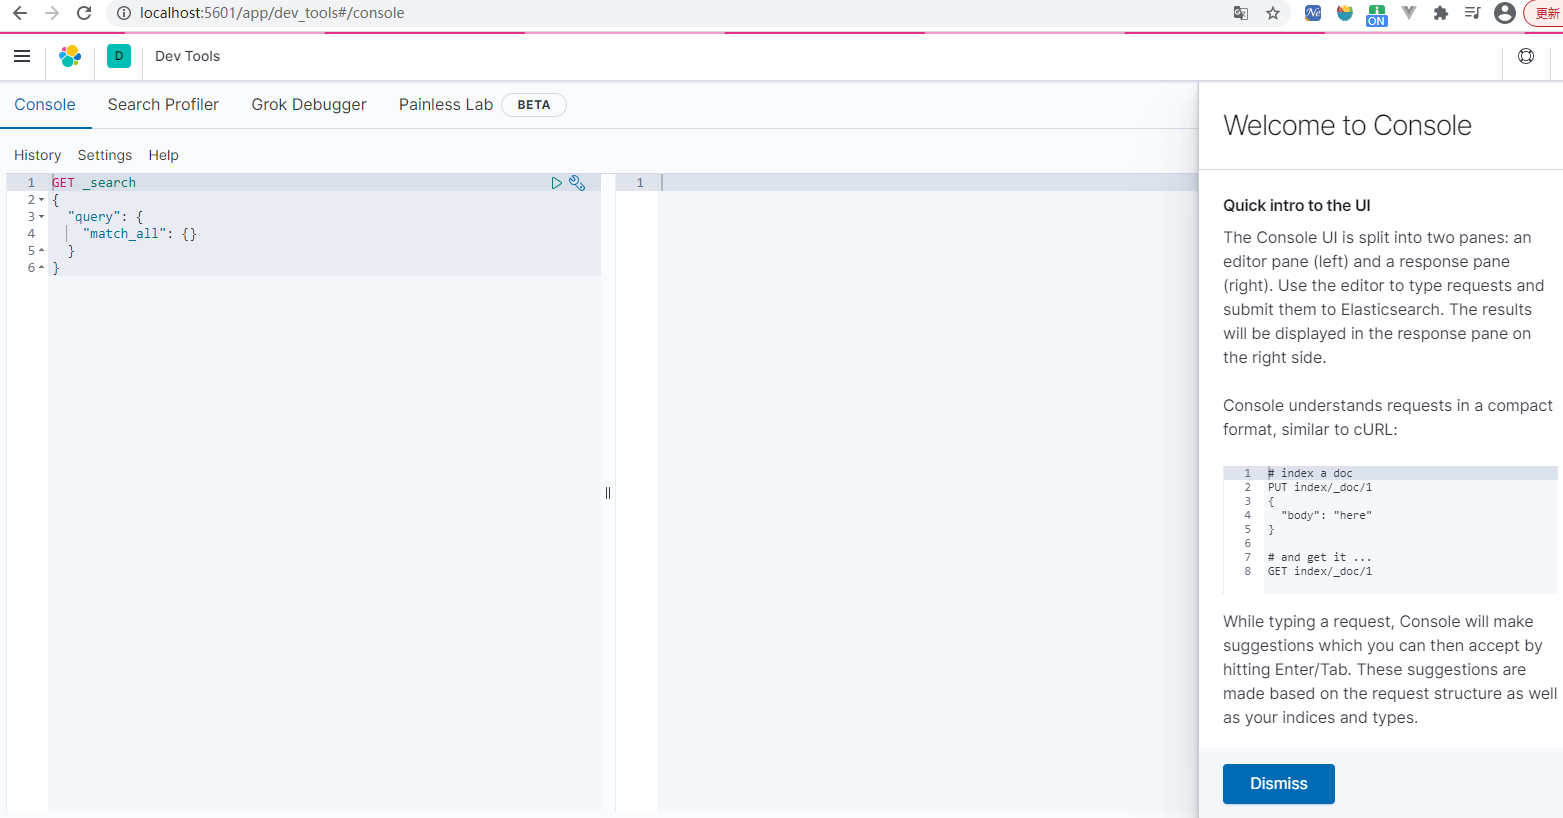 localhost:5601/app/dev_tools#/console
Ne
ON
更新
D
Dev Tools
Console
Search Profiler
Grok Debugger
Painless Lab
BETA
History
Settings
Help
1 GET _search
2 {
3 "query": {
4 "match_all": {}
5 }
6 }
1
Welcome to Console
Quick intro to the UI
The Console UI is split into two panes: an
editor pane (left) and a response pane
(right). Use the editor to type requests and
submit them to Elasticsearch. The results
will be displayed in the response pane on
the right side.
Console understands requests in a compact
format, similar to cURL:
1 # index a doc
2 PUT index/_doc/1
3 {
4 "body": "here"
5 }
6
7 # and get it ...
8 GET index/_doc/1
While typing a request, Console will make
suggestions which you can then accept by
hitting Enter/Tab. These suggestions are
made based on the request structure as well
as your indices and types.
Dismiss